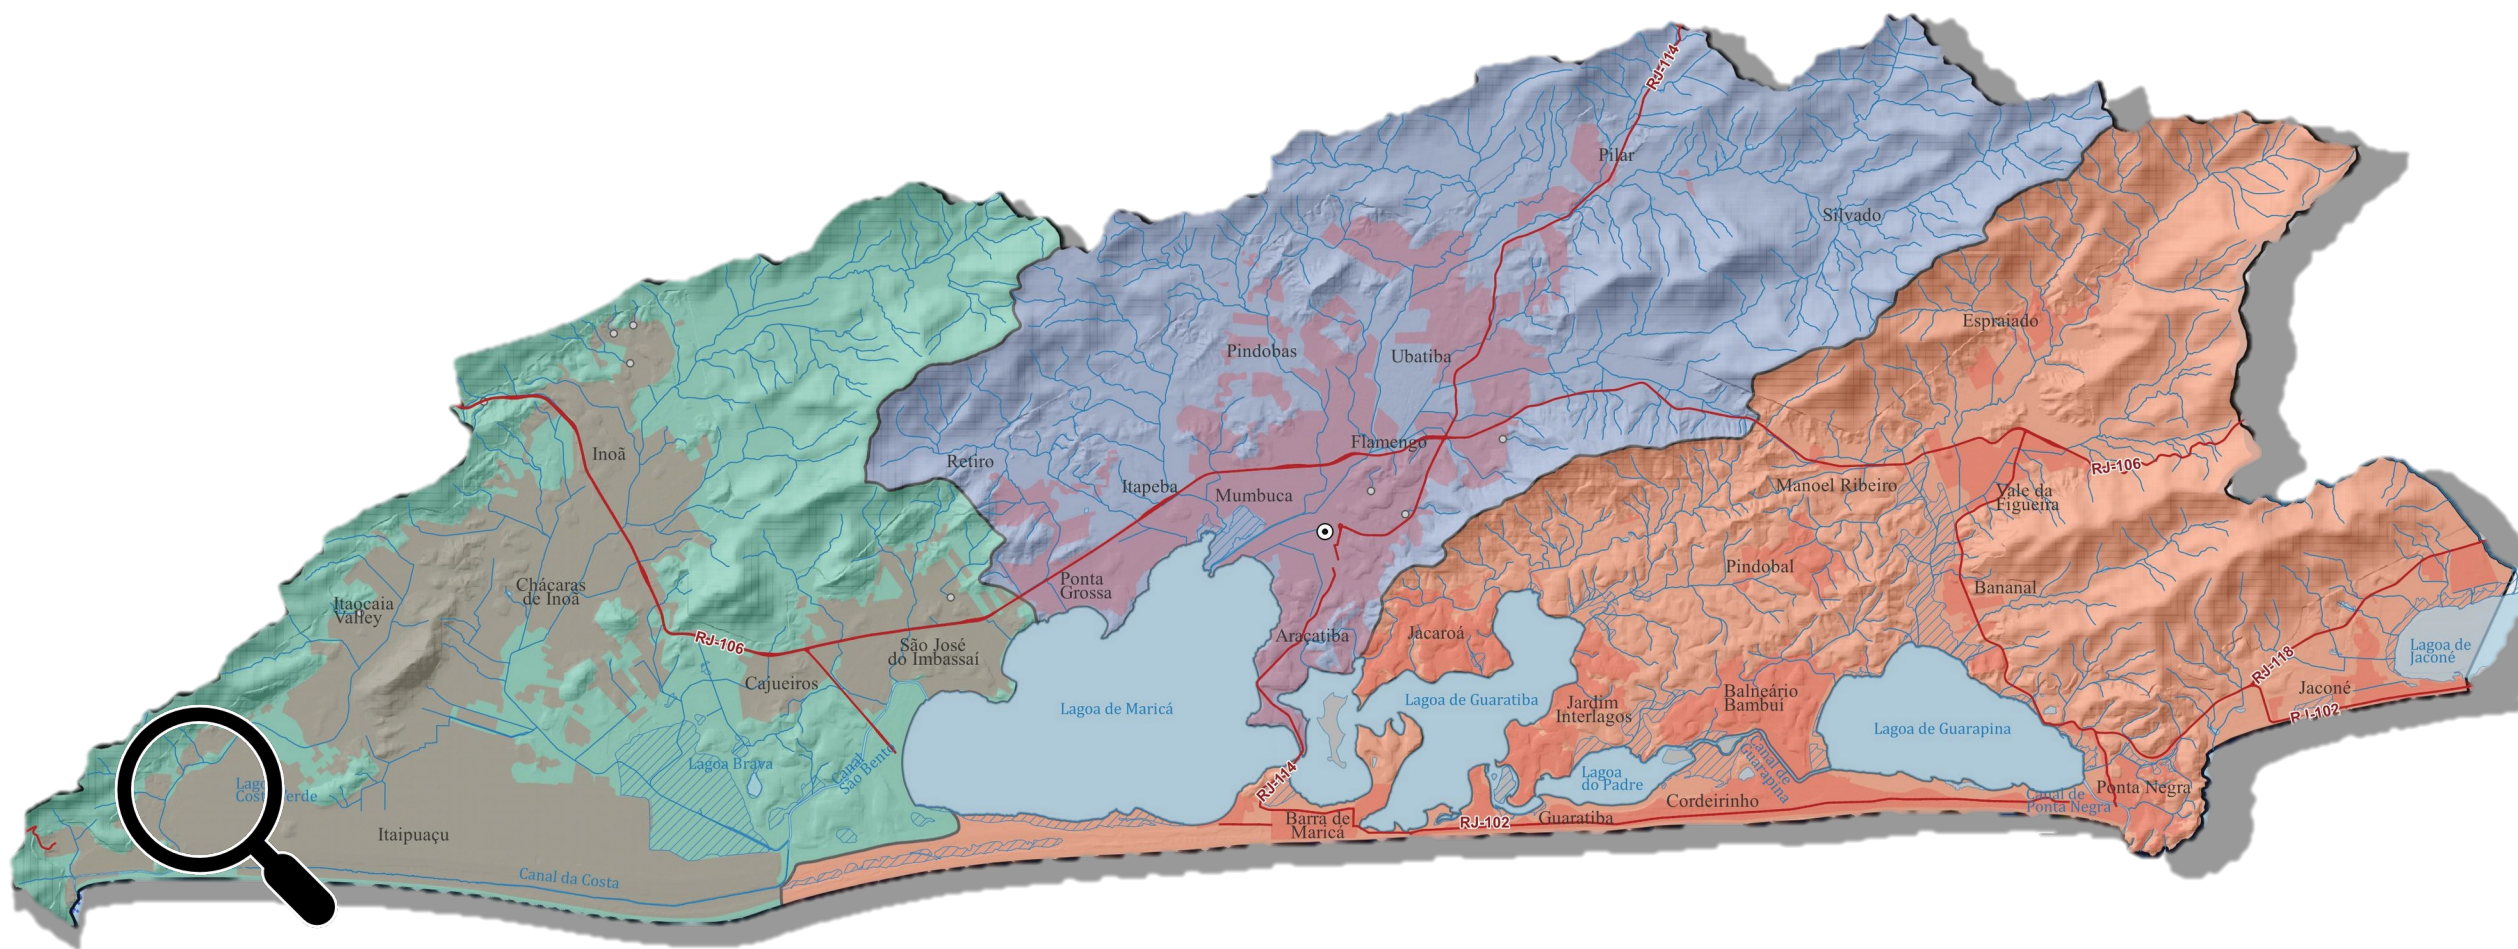 RJ-114
Pilar
Silvado
Espraiado
Pindobas
Ubatiba
Flamengo
Inoã
Retiro
Itapeba
Mumbuca
RJ-106
Manoel Ribeiro
Vale da
Figueira
Pindobal
Bananal
Ponta
Grossa
Chácaras
de Inoã
Itaocaia
Valley
Aracatiba
Jacaroá
RJ-106
São José
do Imbassaí
Cajueiros
Lagoa de
Jaconé
RJ-118
Jaconé
RJ-102
Lagoa de Maricá
Lagoa de Guaratiba
Jardim
Interlagos
Balneário
Bambuí
Lagoa de Guarapina
Lagoa Brava
Canal
São Bento
RJ-114
Lagoa
do Padre
Canal de
Guarapina
Ponta Negra
Canal de
Ponta Negra
Cordeirinho
Guaratiba
RJ-102
Barra de
Maricá
Itaipuaçu
Canal da Costa